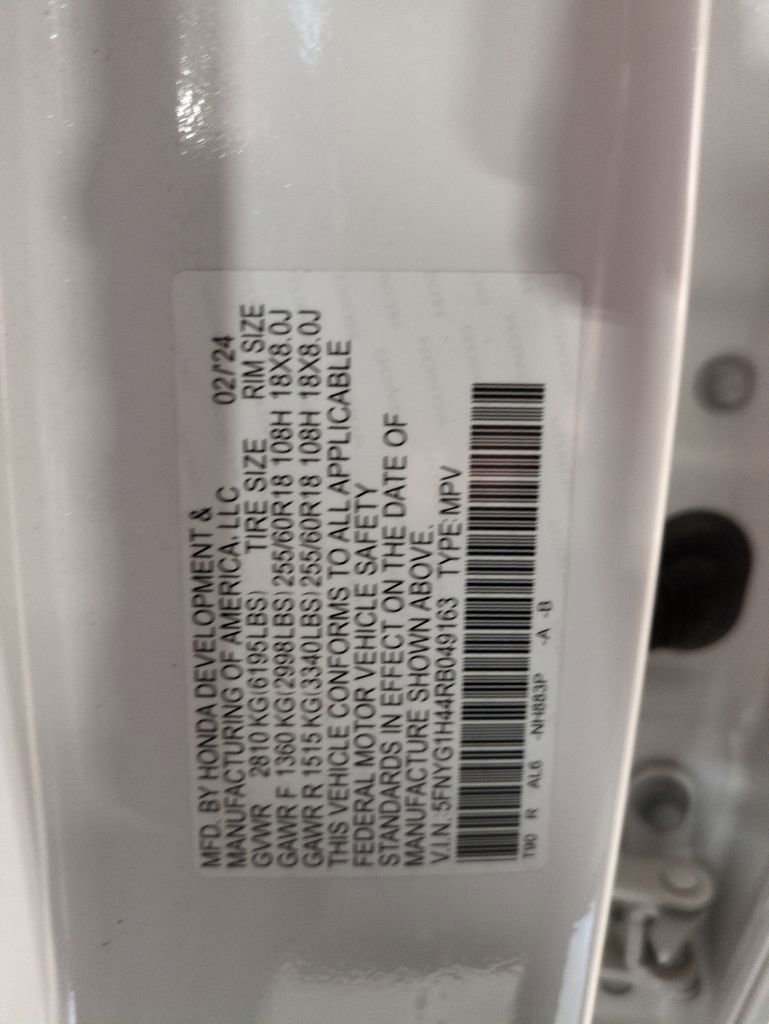 MFD. BY HONDA DEVELOPMENT &
MANUFACTURING OF AMERICA, LLC 02/'24
GVWR 2810 KG(6195LBS) TIRE SIZE RIM SIZE
GAWR F 1360 KG(2998LBS) 255/60R18 108H 18X8.0J
GAWR R 1515 KG(3340LBS) 255/60R18 108H 18X8.0J
THIS VEHICLE CONFORMS TO ALL APPLICABLE
FEDERAL MOTOR VEHICLE SAFETY
STANDARDS IN EFFECT ON THE DATE OF
MANUFACTURE SHOWN ABOVE.
V.I.N: 5FNYG1H44RB049163 TYPE:MPV
T90 R AL6 -NH883P -A -B